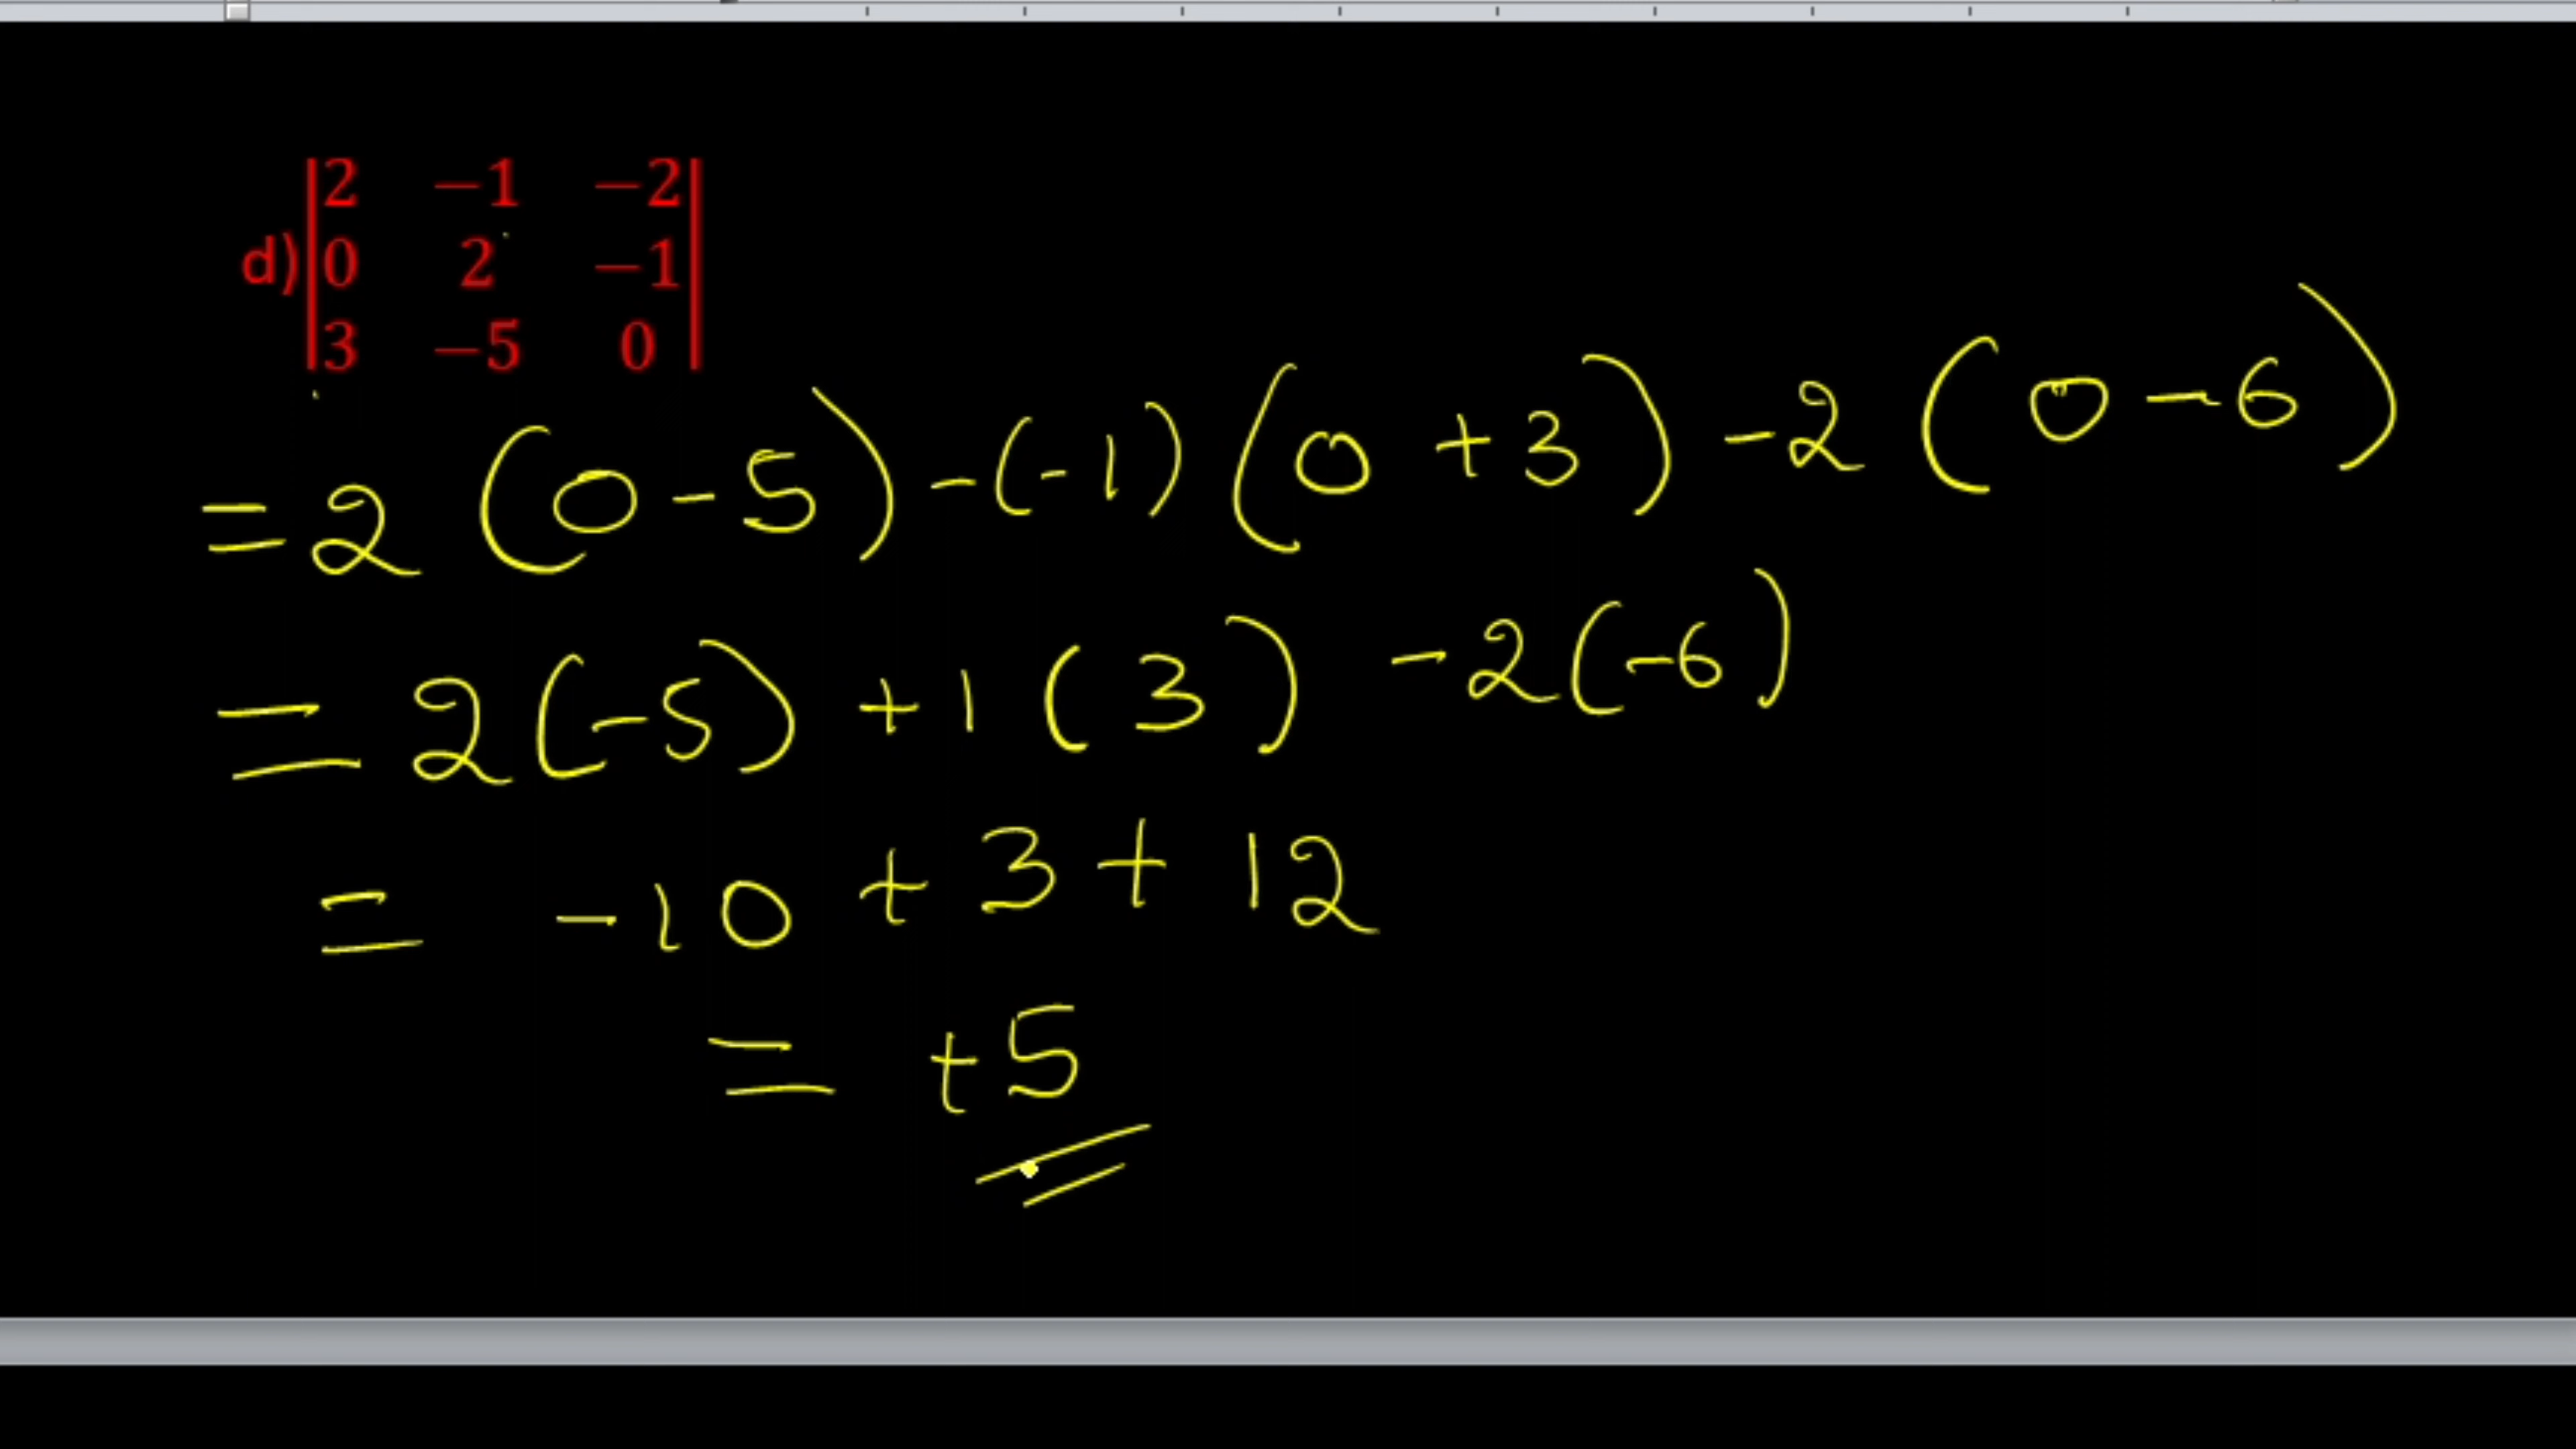 d) |2 −1 −2|
|0 2 −1|
|3 −5 0|
= 2 (0 - 5) - (-1) (0 + 3) - 2 (0 - 6)
= 2 (-5) + 1 (3) - 2 (-6)
= -10 + 3 + 12
= +5